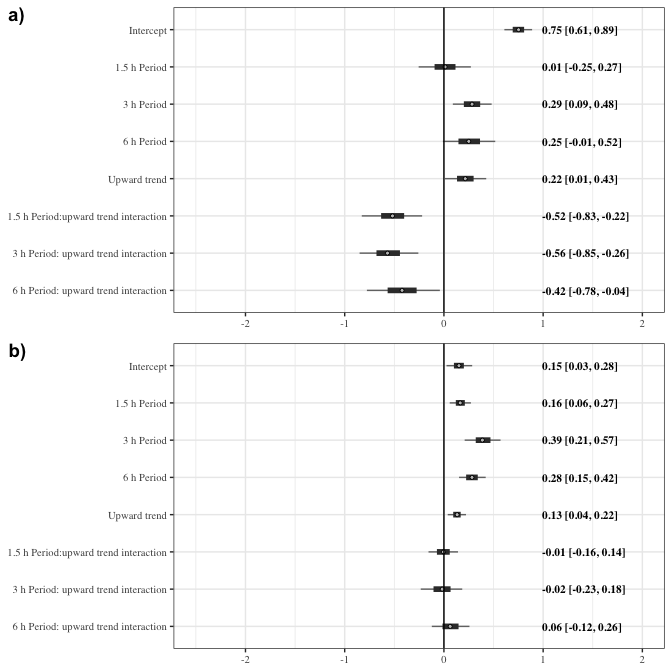 a)
Intercept 0.75 [0.61, 0.89]
1.5 h Period 0.01 [-0.25, 0.27]
3 h Period 0.29 [0.09, 0.48]
6 h Period 0.25 [-0.01, 0.52]
Upward trend 0.22 [0.01, 0.43]
1.5 h Period:upward trend interaction -0.52 [-0.83, -0.22]
3 h Period: upward trend interaction -0.56 [-0.85, -0.26]
6 h Period: upward trend interaction -0.42 [-0.78, -0.04]
-2 -1 0 1 2
b)
Intercept 0.15 [0.03, 0.28]
1.5 h Period 0.16 [0.06, 0.27]
3 h Period 0.39 [0.21, 0.57]
6 h Period 0.28 [0.15, 0.42]
Upward trend 0.13 [0.04, 0.22]
1.5 h Period:upward trend interaction -0.01 [-0.16, 0.14]
3 h Period: upward trend interaction -0.02 [-0.23, 0.18]
6 h Period: upward trend interaction 0.06 [-0.12, 0.26]
-2 -1 0 1 2